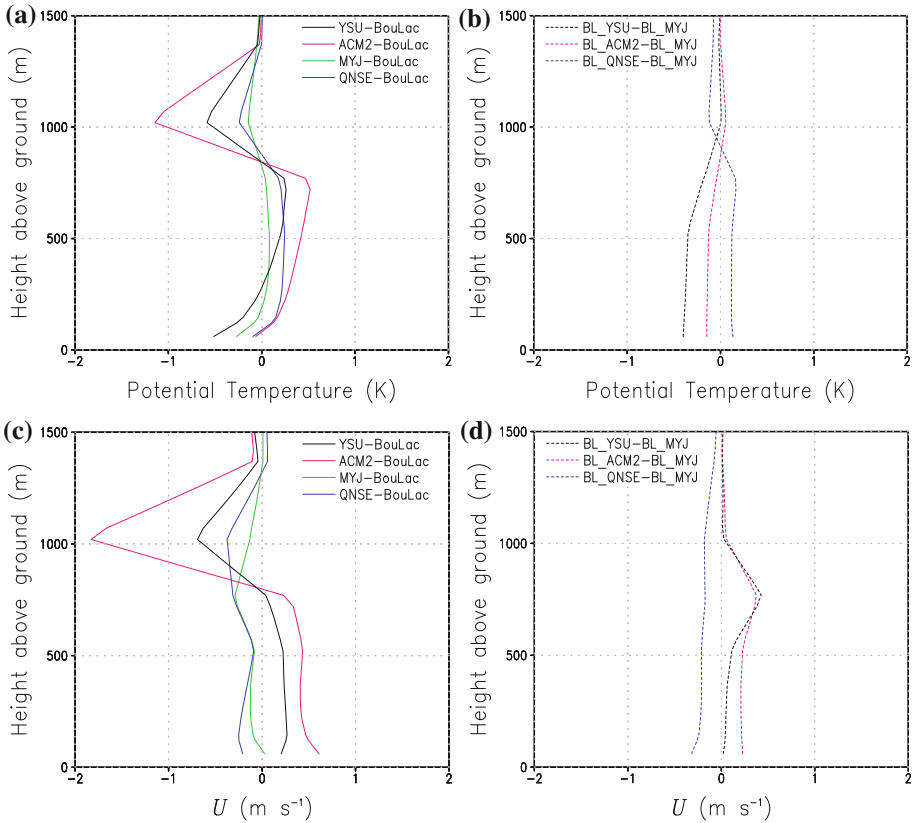 (a)
1500
1000
500
0
−2
−1
0
1
2
Height above ground (m)
Potential Temperature (K)
YSU−BouLac
ACM2−BouLac
MYJ−BouLac
QNSE−BouLac
(b)
1500
1000
500
0
−2
−1
0
1
2
Height above ground (m)
Potential Temperature (K)
BL_YSU−BL_MYJ
BL_ACM2−BL_MYJ
BL_QNSE−BL_MYJ
(c)
1500
1000
500
0
−2
−1
0
1
2
Height above ground (m)
U (m s⁻¹)
YSU−BouLac
ACM2−BouLac
MYJ−BouLac
QNSE−BouLac
(d)
1500
1000
500
0
−2
−1
0
1
2
Height above ground (m)
U (m s⁻¹)
BL_YSU−BL_MYJ
BL_ACM2−BL_MYJ
BL_QNSE−BL_MYJ